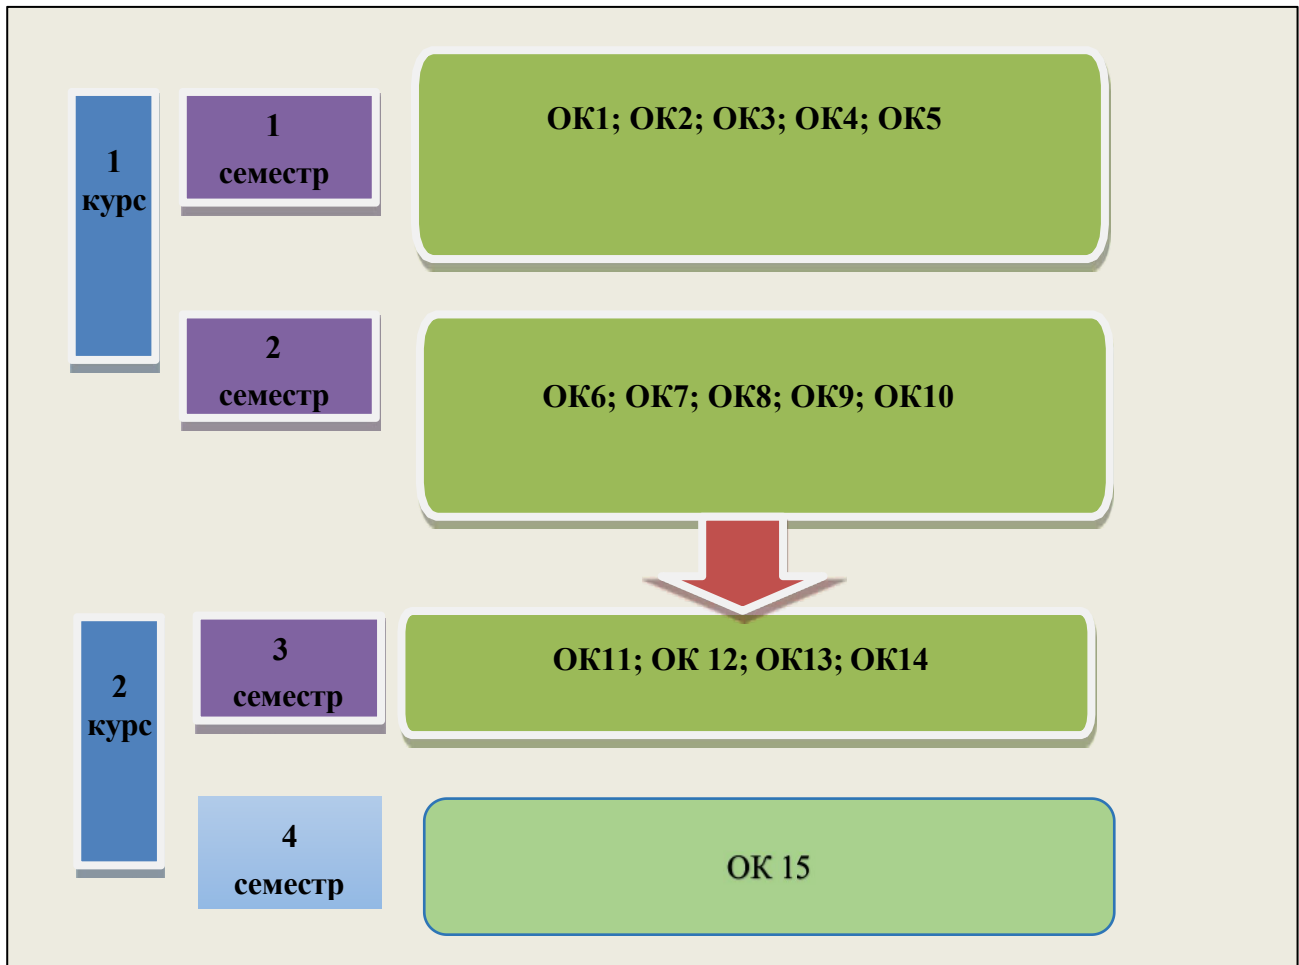 1
курс
1
семестр
ОК1; ОК2; ОК3; ОК4; ОК5
2
семестр
ОК6; ОК7; ОК8; ОК9; ОК10
2
курс
3
семестр
ОК11; ОК 12; ОК13; ОК14
4
семестр
ОК 15